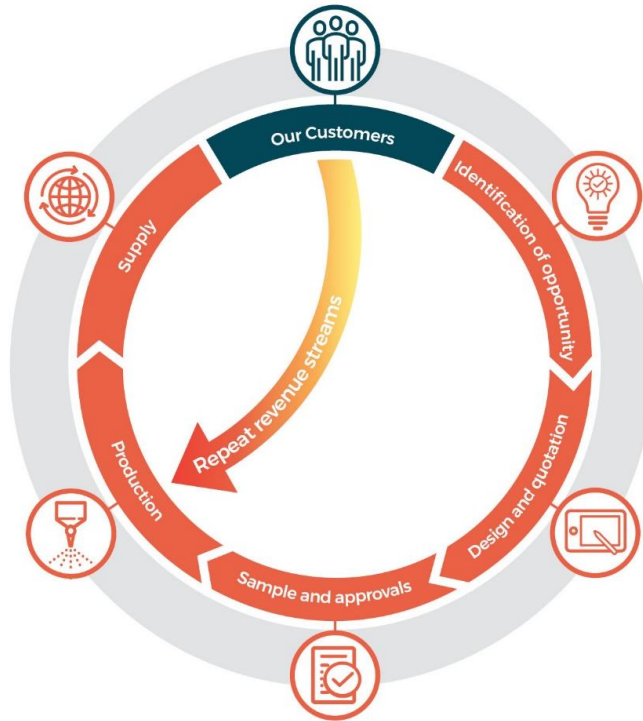 Our Customers
Identification of opportunity
Design and quotation
Sample and approvals
Production
Supply
Repeat revenue streams